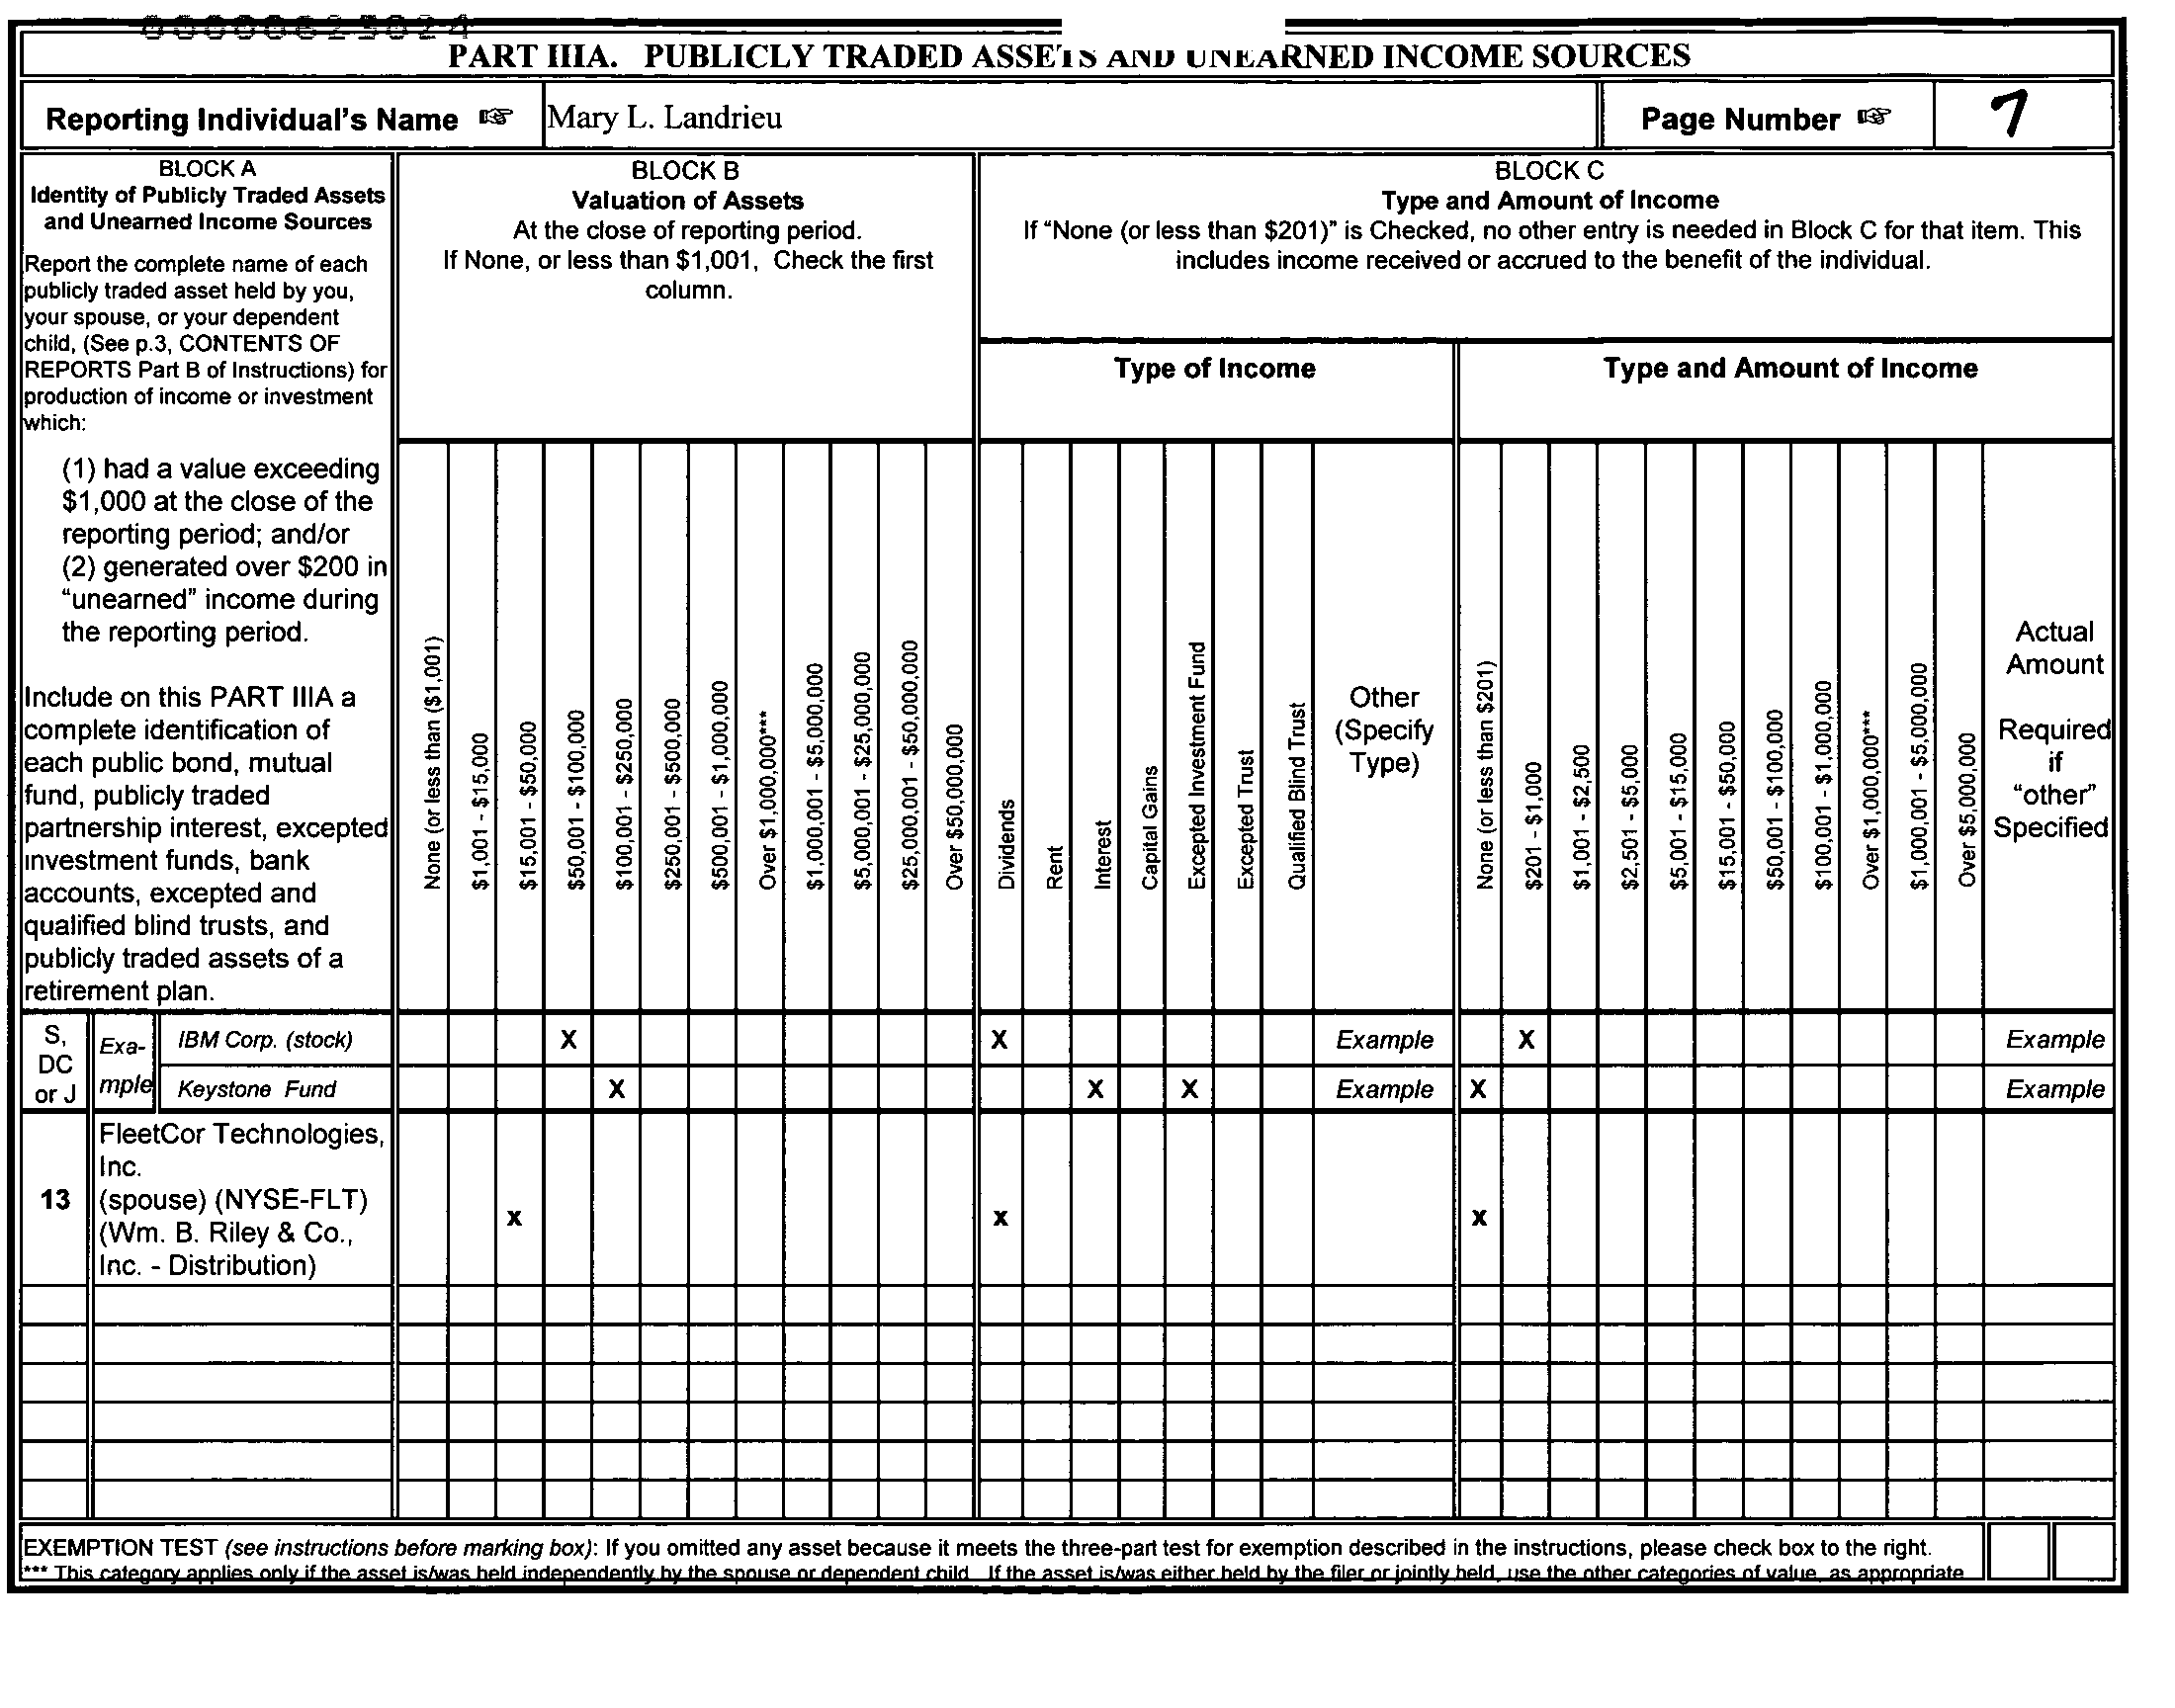 00000623024
PART IIIA. PUBLICLY TRADED ASSETS AND UNEARNED INCOME SOURCES
Reporting Individual's Name ☞ Mary L. Landrieu Page Number ☞ 7
BLOCK A
Identity of Publicly Traded Assets
and Unearned Income Sources
Report the complete name of each
publicly traded asset held by you,
your spouse, or your dependent
child, (See p.3, CONTENTS OF
REPORTS Part B of Instructions) for
production of income or investment
which:
(1) had a value exceeding
$1,000 at the close of the
reporting period; and/or
(2) generated over $200 in
“unearned” income during
the reporting period.
Include on this PART IIIA a
complete identification of
each public bond, mutual
fund, publicly traded
partnership interest, excepted
investment funds, bank
accounts, excepted and
qualified blind trusts, and
publicly traded assets of a
retirement plan.
BLOCK B
Valuation of Assets
At the close of reporting period.
If None, or less than $1,001, Check the first
column.
BLOCK C
Type and Amount of Income
If “None (or less than $201)” is Checked, no other entry is needed in Block C for that item. This
includes income received or accrued to the benefit of the individual.
Type of Income
Type and Amount of Income
None (or less than ($1,001)
$1,001 - $15,000
$15,001 - $50,000
$50,001 - $100,000
$100,001 - $250,000
$250,001 - $500,000
$500,001 - $1,000,000
Over $1,000,000***
$1,000,001 - $5,000,000
$5,000,001 - $25,000,000
$25,000,001 - $50,000,000
Over $50,000,000
Dividends
Rent
Interest
Capital Gains
Excepted Investment Fund
Excepted Trust
Qualified Blind Trust
Other
(Specify
Type)
None (or less than $201)
$201 - $1,000
$1,001 - $2,500
$2,501 - $5,000
$5,001 - $15,000
$15,001 - $50,000
$50,001 - $100,000
$100,001 - $1,000,000
Over $1,000,000***
$1,000,001 - $5,000,000
Over $5,000,000
Actual
Amount
Required
if
“other”
Specified
S,
DC
or J
Exa-
mple
IBM Corp. (stock) X X Example X Example
Keystone Fund X X X Example X Example
13
FleetCor Technologies,
Inc.
(spouse) (NYSE-FLT)
(Wm. B. Riley & Co.,
Inc. - Distribution)
x x x
EXEMPTION TEST (see instructions before marking box): If you omitted any asset because it meets the three-part test for exemption described in the instructions, please check box to the right.
*** This category applies only if the asset is/was held independently by the spouse or dependent child. If the asset is/was either held by the filer or jointly held, use the other categories of value, as appropriate